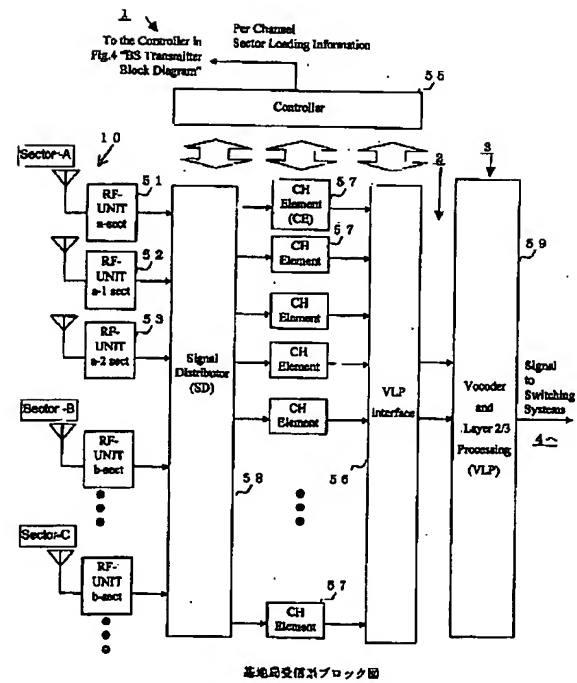 1
To the Controller in
Fig.4 "BS Transmitter
Block Diagram"
Per Channel
Sector Loading Information
55
Controller
Sector-A
10
RF-
UNIT
a-sect
51
RF-
UNIT
a-1 sect
52
RF-
UNIT
a-2 sect
53
Sector-B
RF-
UNIT
b-sect
Sector-C
RF-
UNIT
b-sect
Signal
Distributor
(SD)
58
CH
Element
(CE)
57
CH
Element
57
CH
Element
CH
Element
CH
Element
CH
Element
57
VLP
interface
56
2
3
Vocoder
and
Layer 2/3
Processing
(VLP)
59
Signal
to
Switching
Systems
4へ
基地局受信系ブロック図